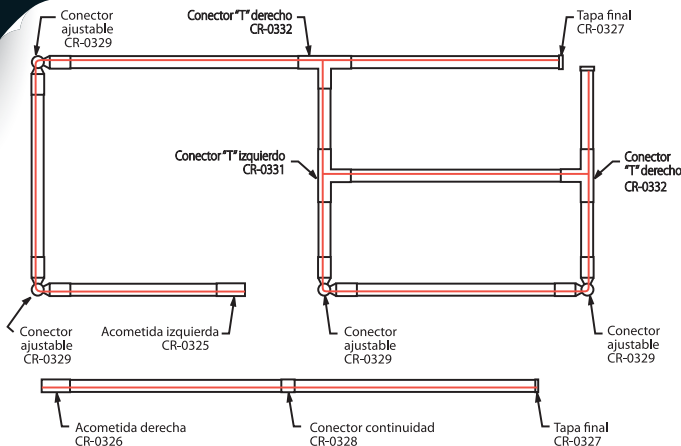 Conector
ajustable
CR-0329
Conector "T" derecho
CR-0332
Tapa final
CR-0327
Conector "T" izquierdo
CR-0331
Conector
"T" derecho
CR-0332
Conector
ajustable
CR-0329
Acometida izquierda
CR-0325
Conector
ajustable
CR-0329
Conector
ajustable
CR-0329
Acometida derecha
CR-0326
Conector continuidad
CR-0328
Tapa final
CR-0327